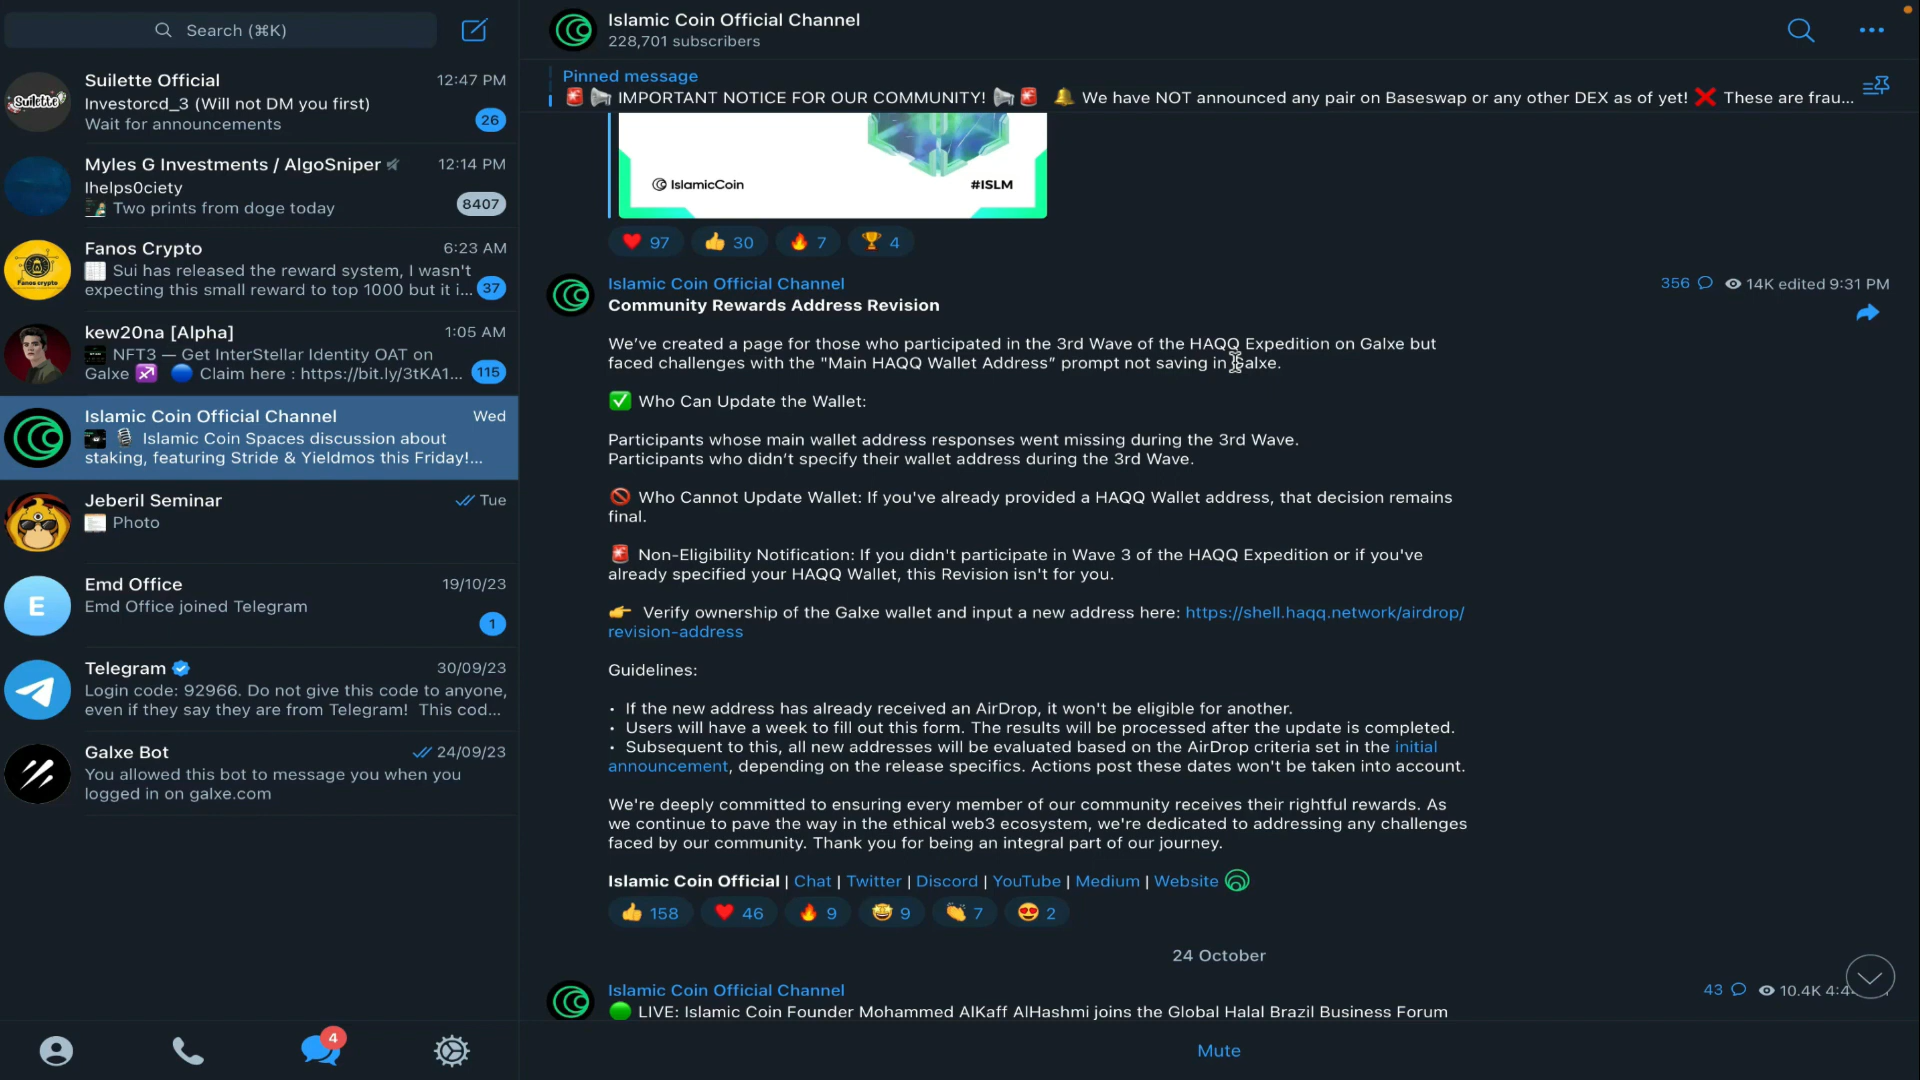 Search (⌘K)
Suilette Official
12:47 PM
Investorcd_3 (Will not DM you first)
Wait for announcements
26
Suilette
Myles G Investments / AlgoSniper
12:14 PM
Ihelps0ciety
Two prints from doge today
8407
Fanos Crypto
6:23 AM
Sui has released the reward system, I wasn't
expecting this small reward to top 1000 but it i...
37
Fanos crypto
kew20na [Alpha]
1:05 AM
NFT3 — Get InterStellar Identity OAT on
Galxe ♐ 🔵 Claim here : https://bit.ly/3tKA1...
115
Islamic Coin Official Channel
Wed
Islamic Coin Spaces discussion about
staking, featuring Stride & Yieldmos this Friday!...
Jeberil Seminar
Tue
Photo
E
Emd Office
19/10/23
Emd Office joined Telegram
1
Telegram
30/09/23
Login code: 92966. Do not give this code to anyone,
even if they say they are from Telegram! This cod...
Galxe Bot
24/09/23
You allowed this bot to message you when you
logged in on galxe.com
4
Islamic Coin Official Channel
228,701 subscribers
Pinned message
🚨 📢 IMPORTANT NOTICE FOR OUR COMMUNITY! 📢 🚨 🔔 We have NOT announced any pair on Baseswap or any other DEX as of yet! ❌ These are frau...
IslamicCoin
#ISLM
❤️ 97 👍 30 🔥 7 🏆 4
Islamic Coin Official Channel
356
14K edited 9:31 PM
Community Rewards Address Revision
We've created a page for those who participated in the 3rd Wave of the HAQQ Expedition on Galxe but
faced challenges with the "Main HAQQ Wallet Address" prompt not saving in Galxe.
✅ Who Can Update the Wallet:
Participants whose main wallet address responses went missing during the 3rd Wave.
Participants who didn't specify their wallet address during the 3rd Wave.
🚫 Who Cannot Update Wallet: If you've already provided a HAQQ Wallet address, that decision remains
final.
🚨 Non-Eligibility Notification: If you didn't participate in Wave 3 of the HAQQ Expedition or if you've
already specified your HAQQ Wallet, this Revision isn't for you.
👉 Verify ownership of the Galxe wallet and input a new address here: https://shell.haqq.network/airdrop/
revision-address
Guidelines:
• If the new address has already received an AirDrop, it won't be eligible for another.
• Users will have a week to fill out this form. The results will be processed after the update is completed.
• Subsequent to this, all new addresses will be evaluated based on the AirDrop criteria set in the initial
announcement, depending on the release specifics. Actions post these dates won't be taken into account.
We're deeply committed to ensuring every member of our community receives their rightful rewards. As
we continue to pave the way in the ethical web3 ecosystem, we're dedicated to addressing any challenges
faced by our community. Thank you for being an integral part of our journey.
Islamic Coin Official | Chat | Twitter | Discord | YouTube | Medium | Website
👍 158 ❤️ 46 🔥 9 🤩 9 👏 7 😍 2
24 October
Islamic Coin Official Channel
43
10.4K
🟢 LIVE: Islamic Coin Founder Mohammed AlKaff AlHashmi joins the Global Halal Brazil Business Forum
Mute